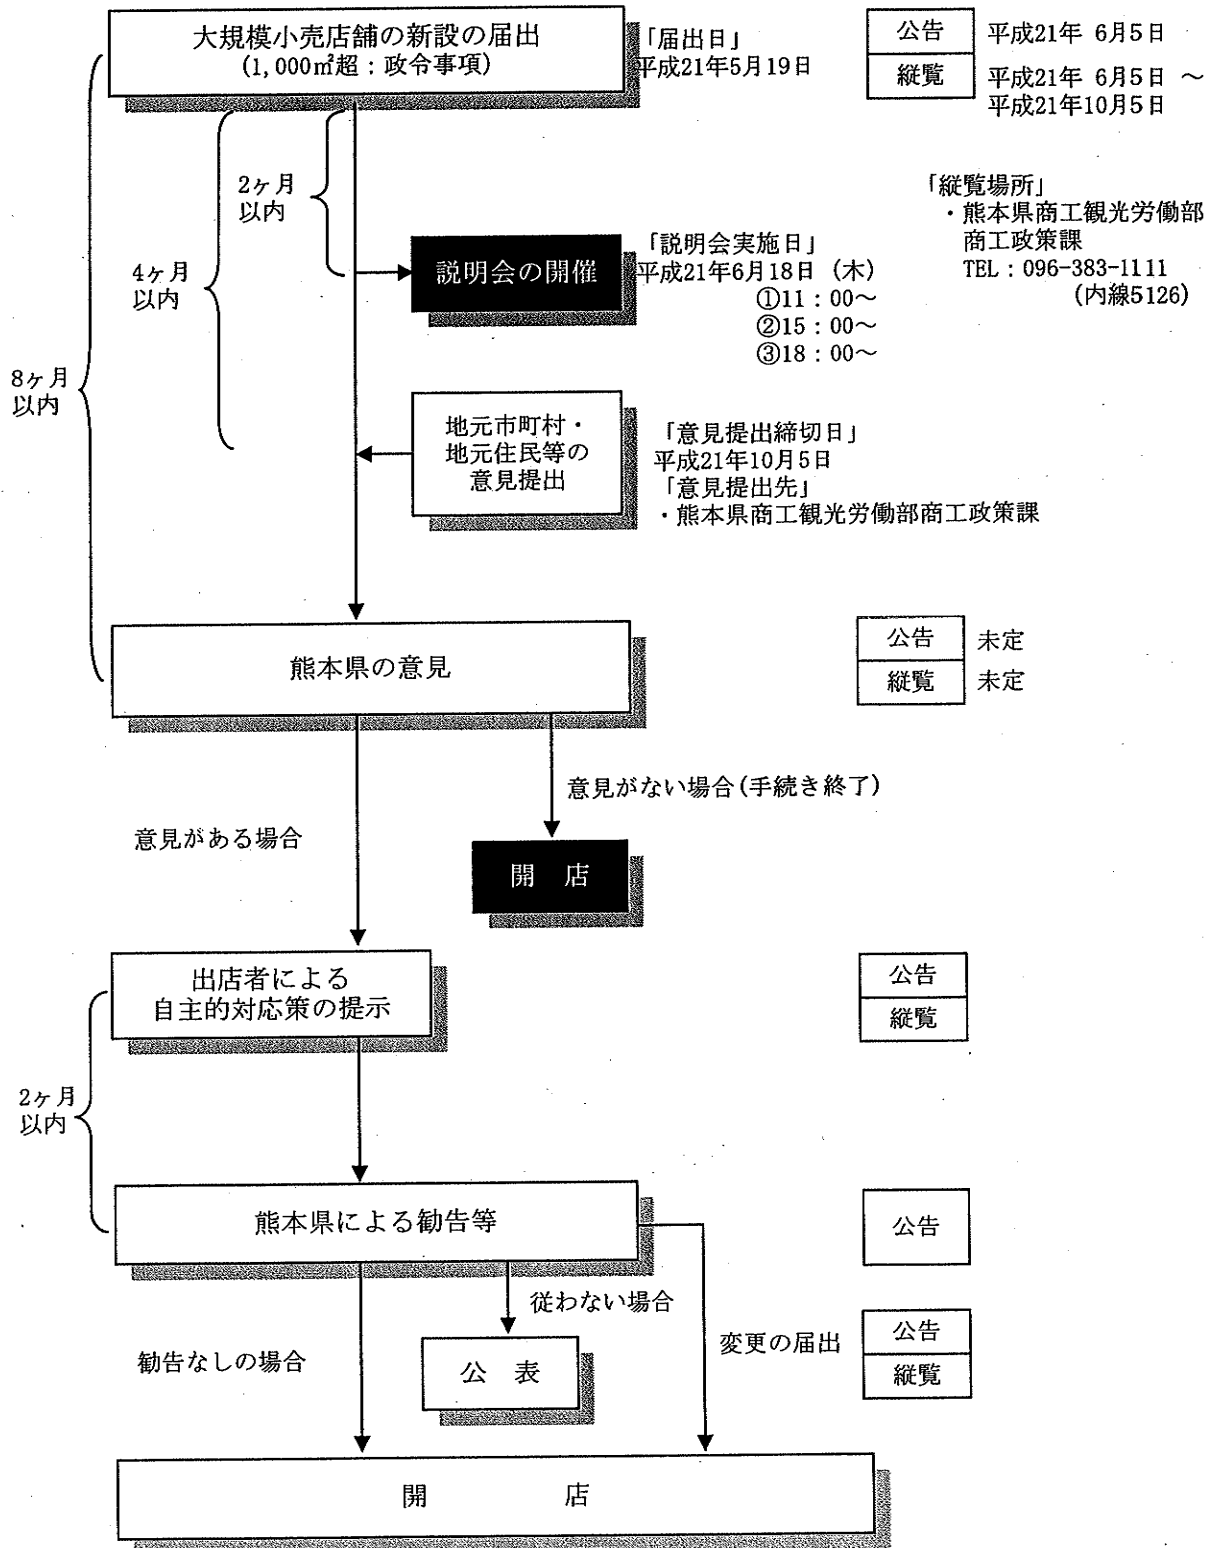 大規模小売店舗の新設の届出
(1,000㎡超：政令事項)
「届出日」
平成21年5月19日
公告
平成21年 6月5日
縦覧
平成21年 6月5日 ～
平成21年10月5日
「縦覧場所」
・熊本県商工観光労働部
商工政策課
TEL：096-383-1111
(内線5126)
2ヶ月
以内
4ヶ月
以内
8ヶ月
以内
説明会の開催
「説明会実施日」
平成21年6月18日 (木)
①11：00～
②15：00～
③18：00～
地元市町村・
地元住民等の
意見提出
「意見提出締切日」
平成21年10月5日
「意見提出先」
・熊本県商工観光労働部商工政策課
熊本県の意見
公告
未定
縦覧
未定
意見がある場合
意見がない場合(手続き終了)
開 店
出店者による
自主的対応策の提示
公告
縦覧
2ヶ月
以内
熊本県による勧告等
公告
勧告なしの場合
従わない場合
公 表
変更の届出
公告
縦覧
開 店